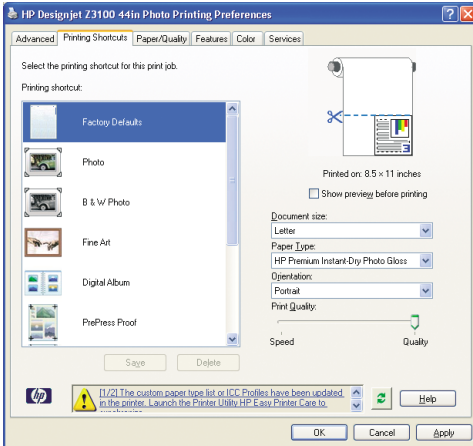 HP Designjet Z3100 44in Photo Printing Preferences
Advanced Printing Shortcuts Paper/Quality Features Color Services
Select the printing shortcut for this print job.
Printing shortcut:
Factory Defaults
Photo
B & W Photo
Fine Art
Digital Album
PrePress Proof
Save Delete
Printed on: 8.5 × 11 inches
Show preview before printing
Document size:
Letter
Paper Type:
HP Premium Instant-Dry Photo Gloss
Orientation:
Portrait
Print Quality:
Speed Quality
hp
[1/2] The custom paper type list or ICC Profiles have been updated
in the printer. Launch the Printer Utility HP Easy Printer Care to
Help
OK Cancel Apply